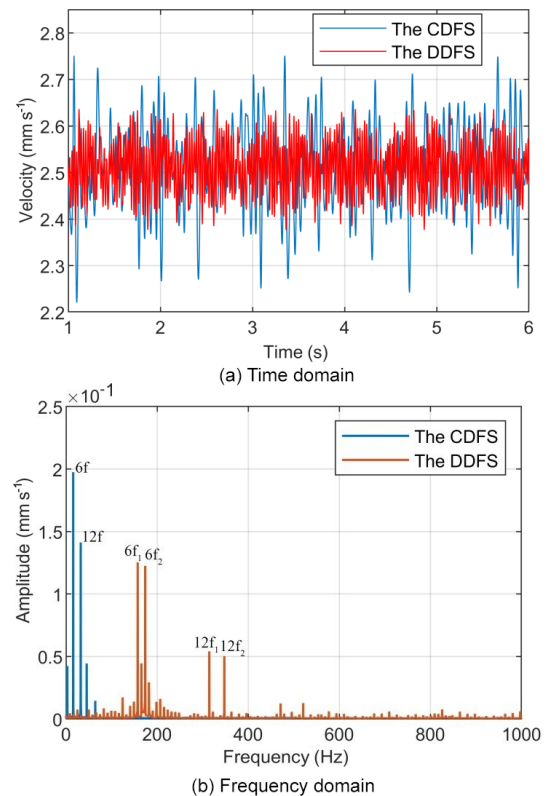 2.8
2.7
2.6
2.5
2.4
2.3
2.2
Velocity (mm s⁻¹)
The CDFS
The DDFS
1 2 3 4 5 6
Time (s)
(a) Time domain
×10⁻¹
2.5
2
1.5
1
0.5
0
Amplitude (mm s⁻¹)
The CDFS
The DDFS
6f
12f
6f₁ 6f₂
12f₁ 12f₂
0 200 400 600 800 1000
Frequency (Hz)
(b) Frequency domain